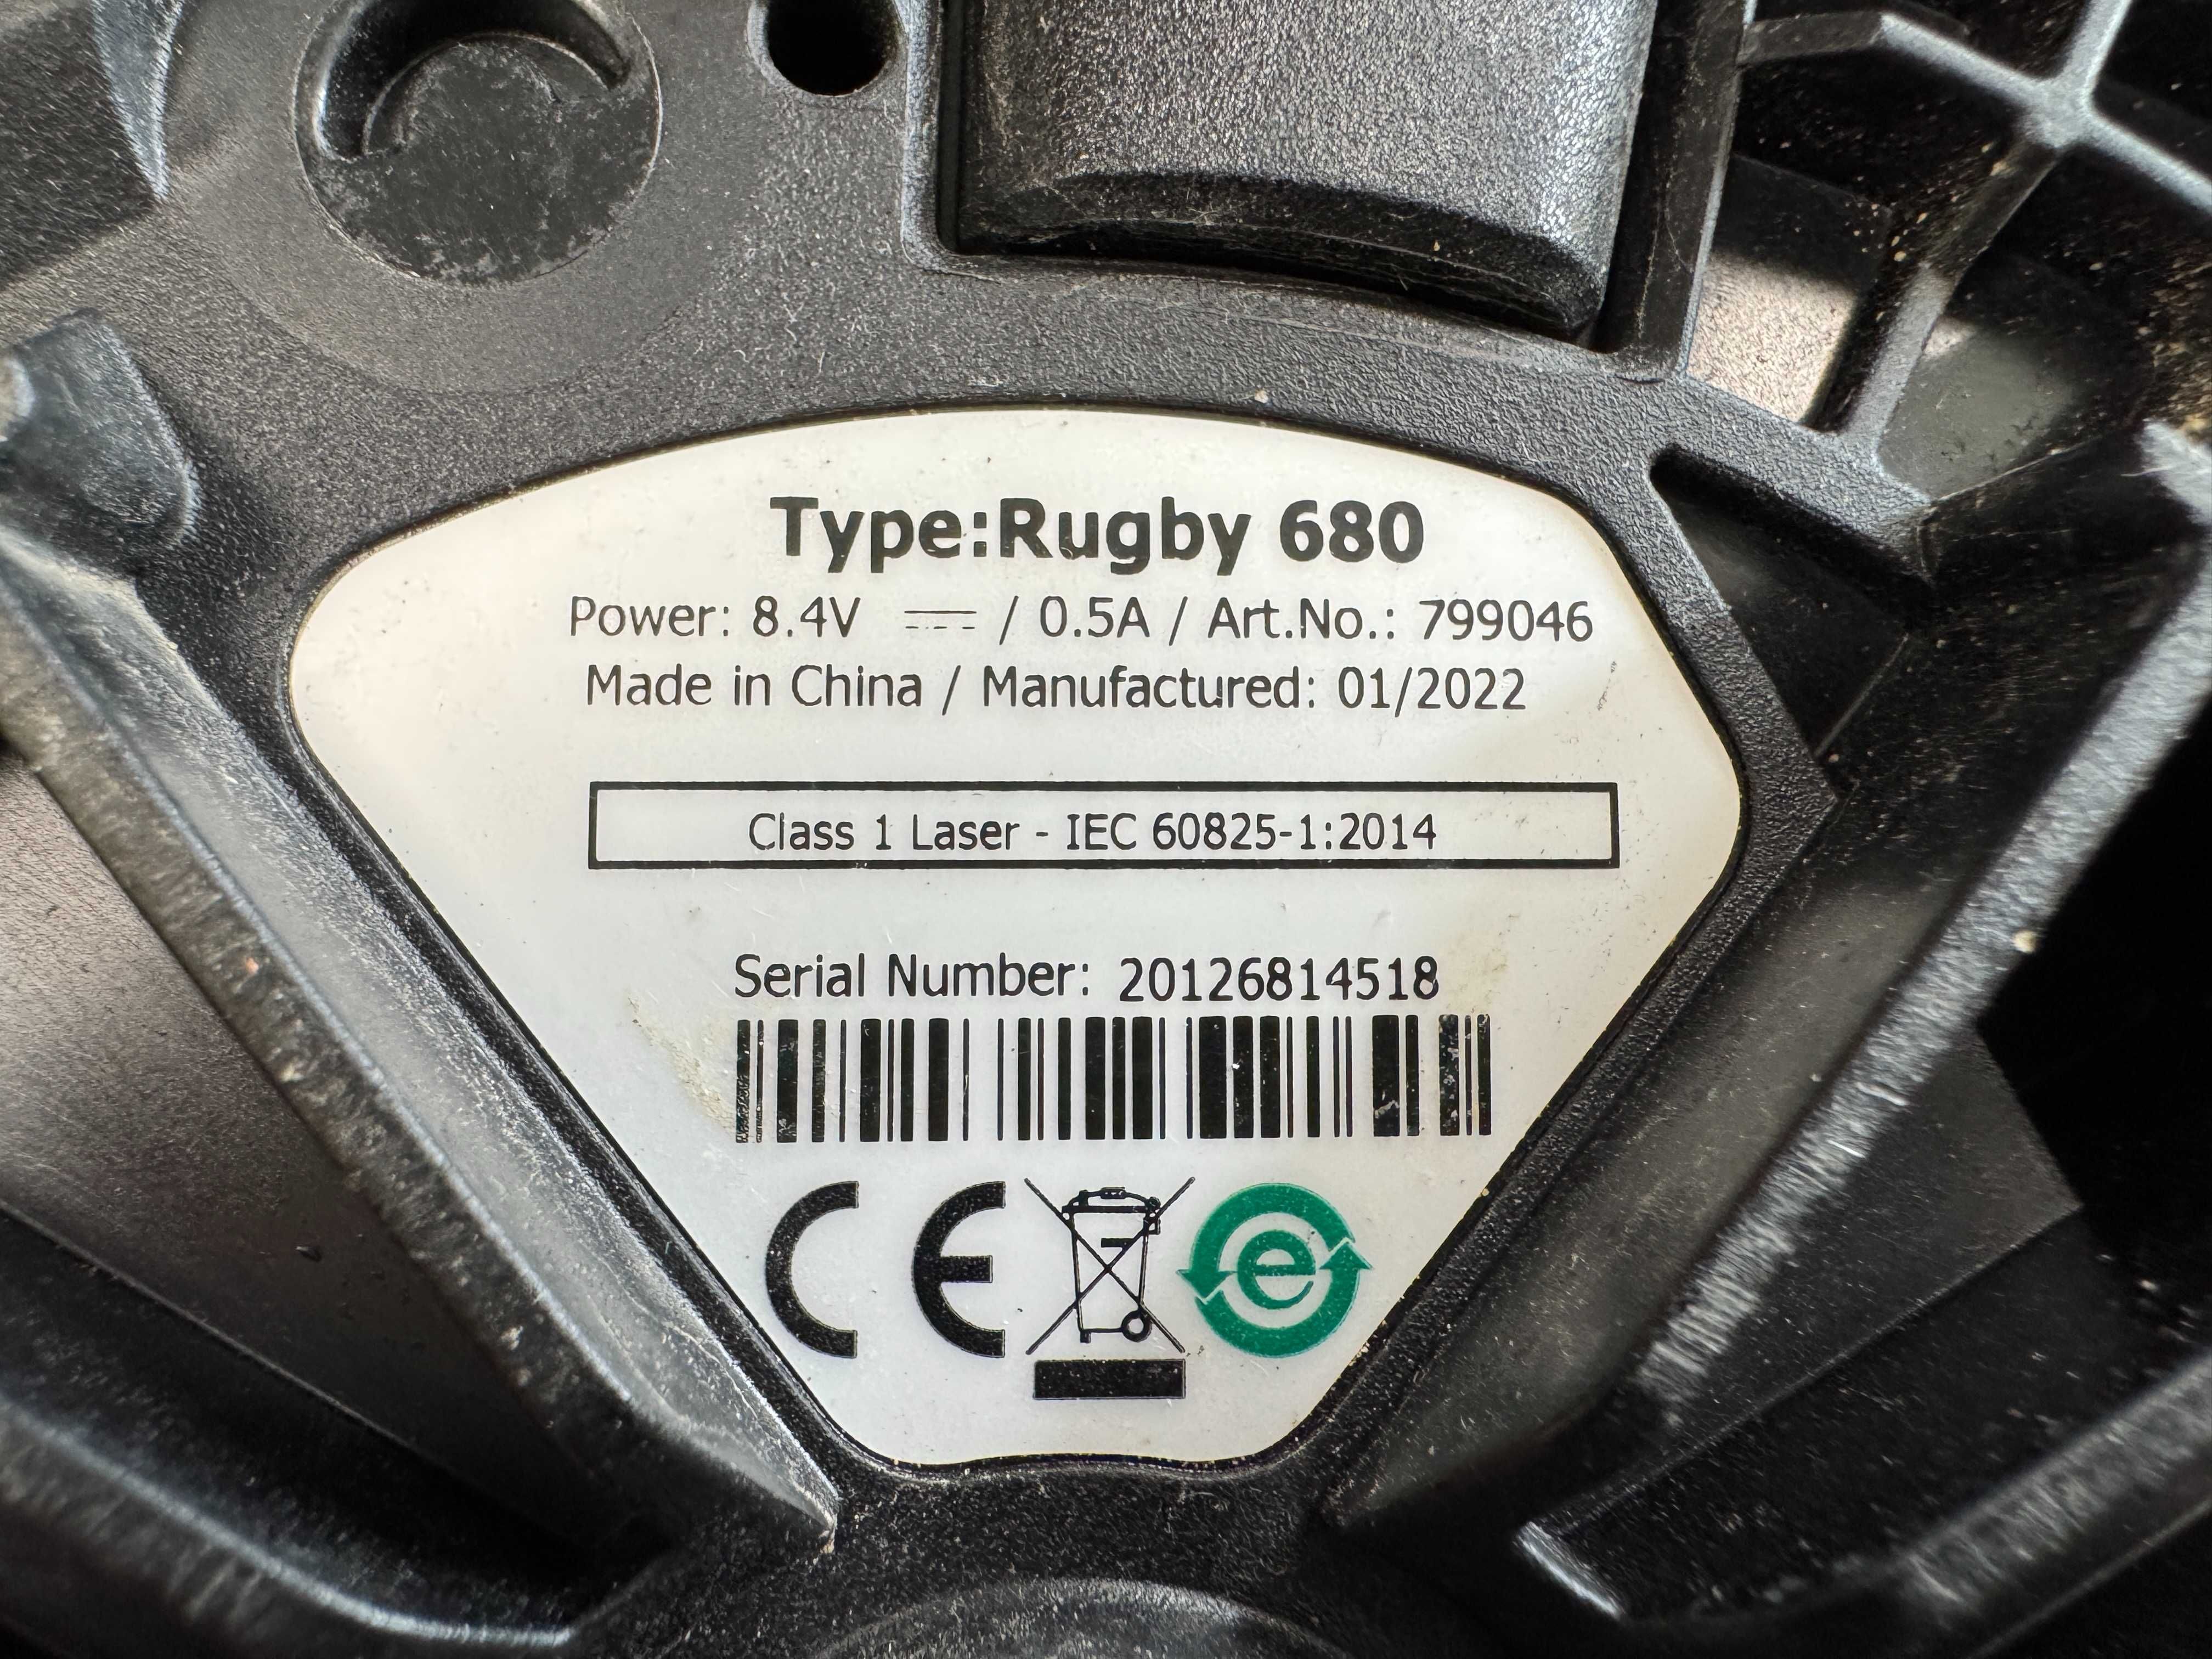 Type:Rugby 680
Power: 8.4V ⎓ / 0.5A / Art.No.: 799046
Made in China / Manufactured: 01/2022
Class 1 Laser - IEC 60825-1:2014
Serial Number: 20126814518
CE
e